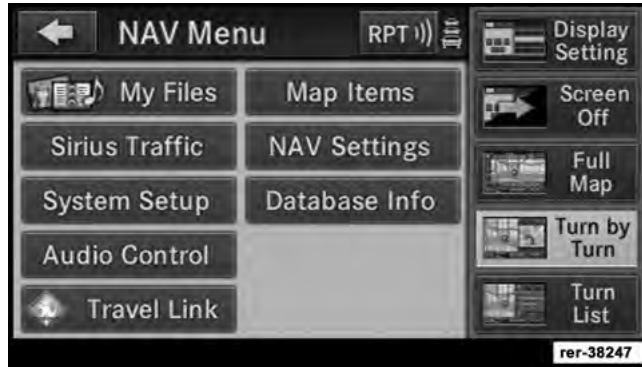 NAV Menu
RPT
My Files
Map Items
Sirius Traffic
NAV Settings
System Setup
Database Info
Audio Control
Travel Link
Display
Setting
Screen
Off
Full
Map
Turn by
Turn
Turn
List
rer-38247